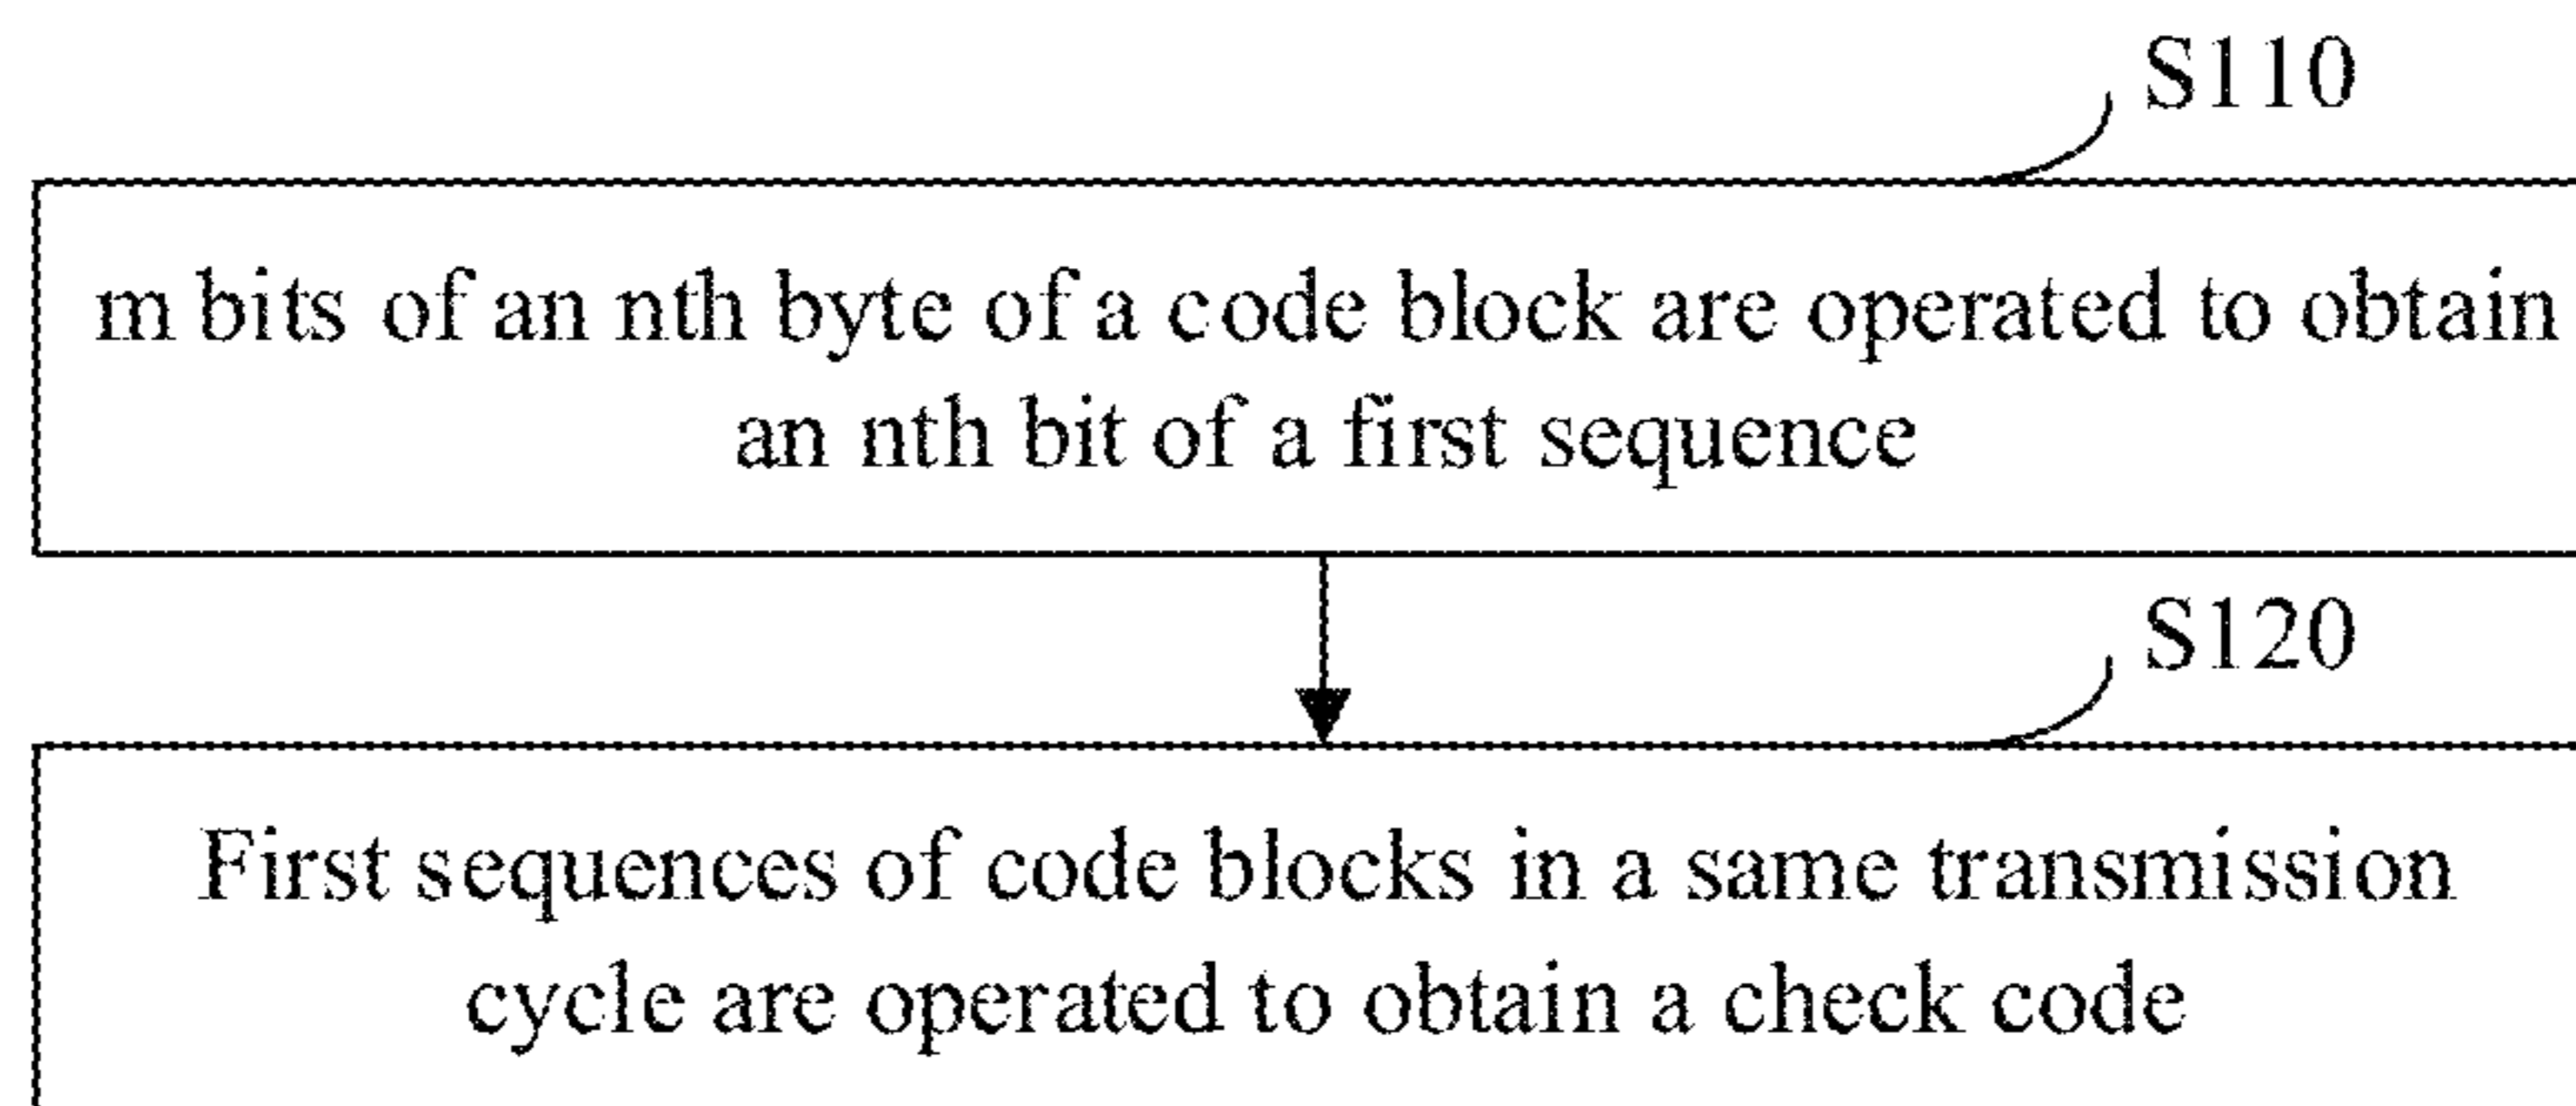 S110
m bits of an nth byte of a code block are operated to obtain
an nth bit of a first sequence
S120
First sequences of code blocks in a same transmission
cycle are operated to obtain a check code